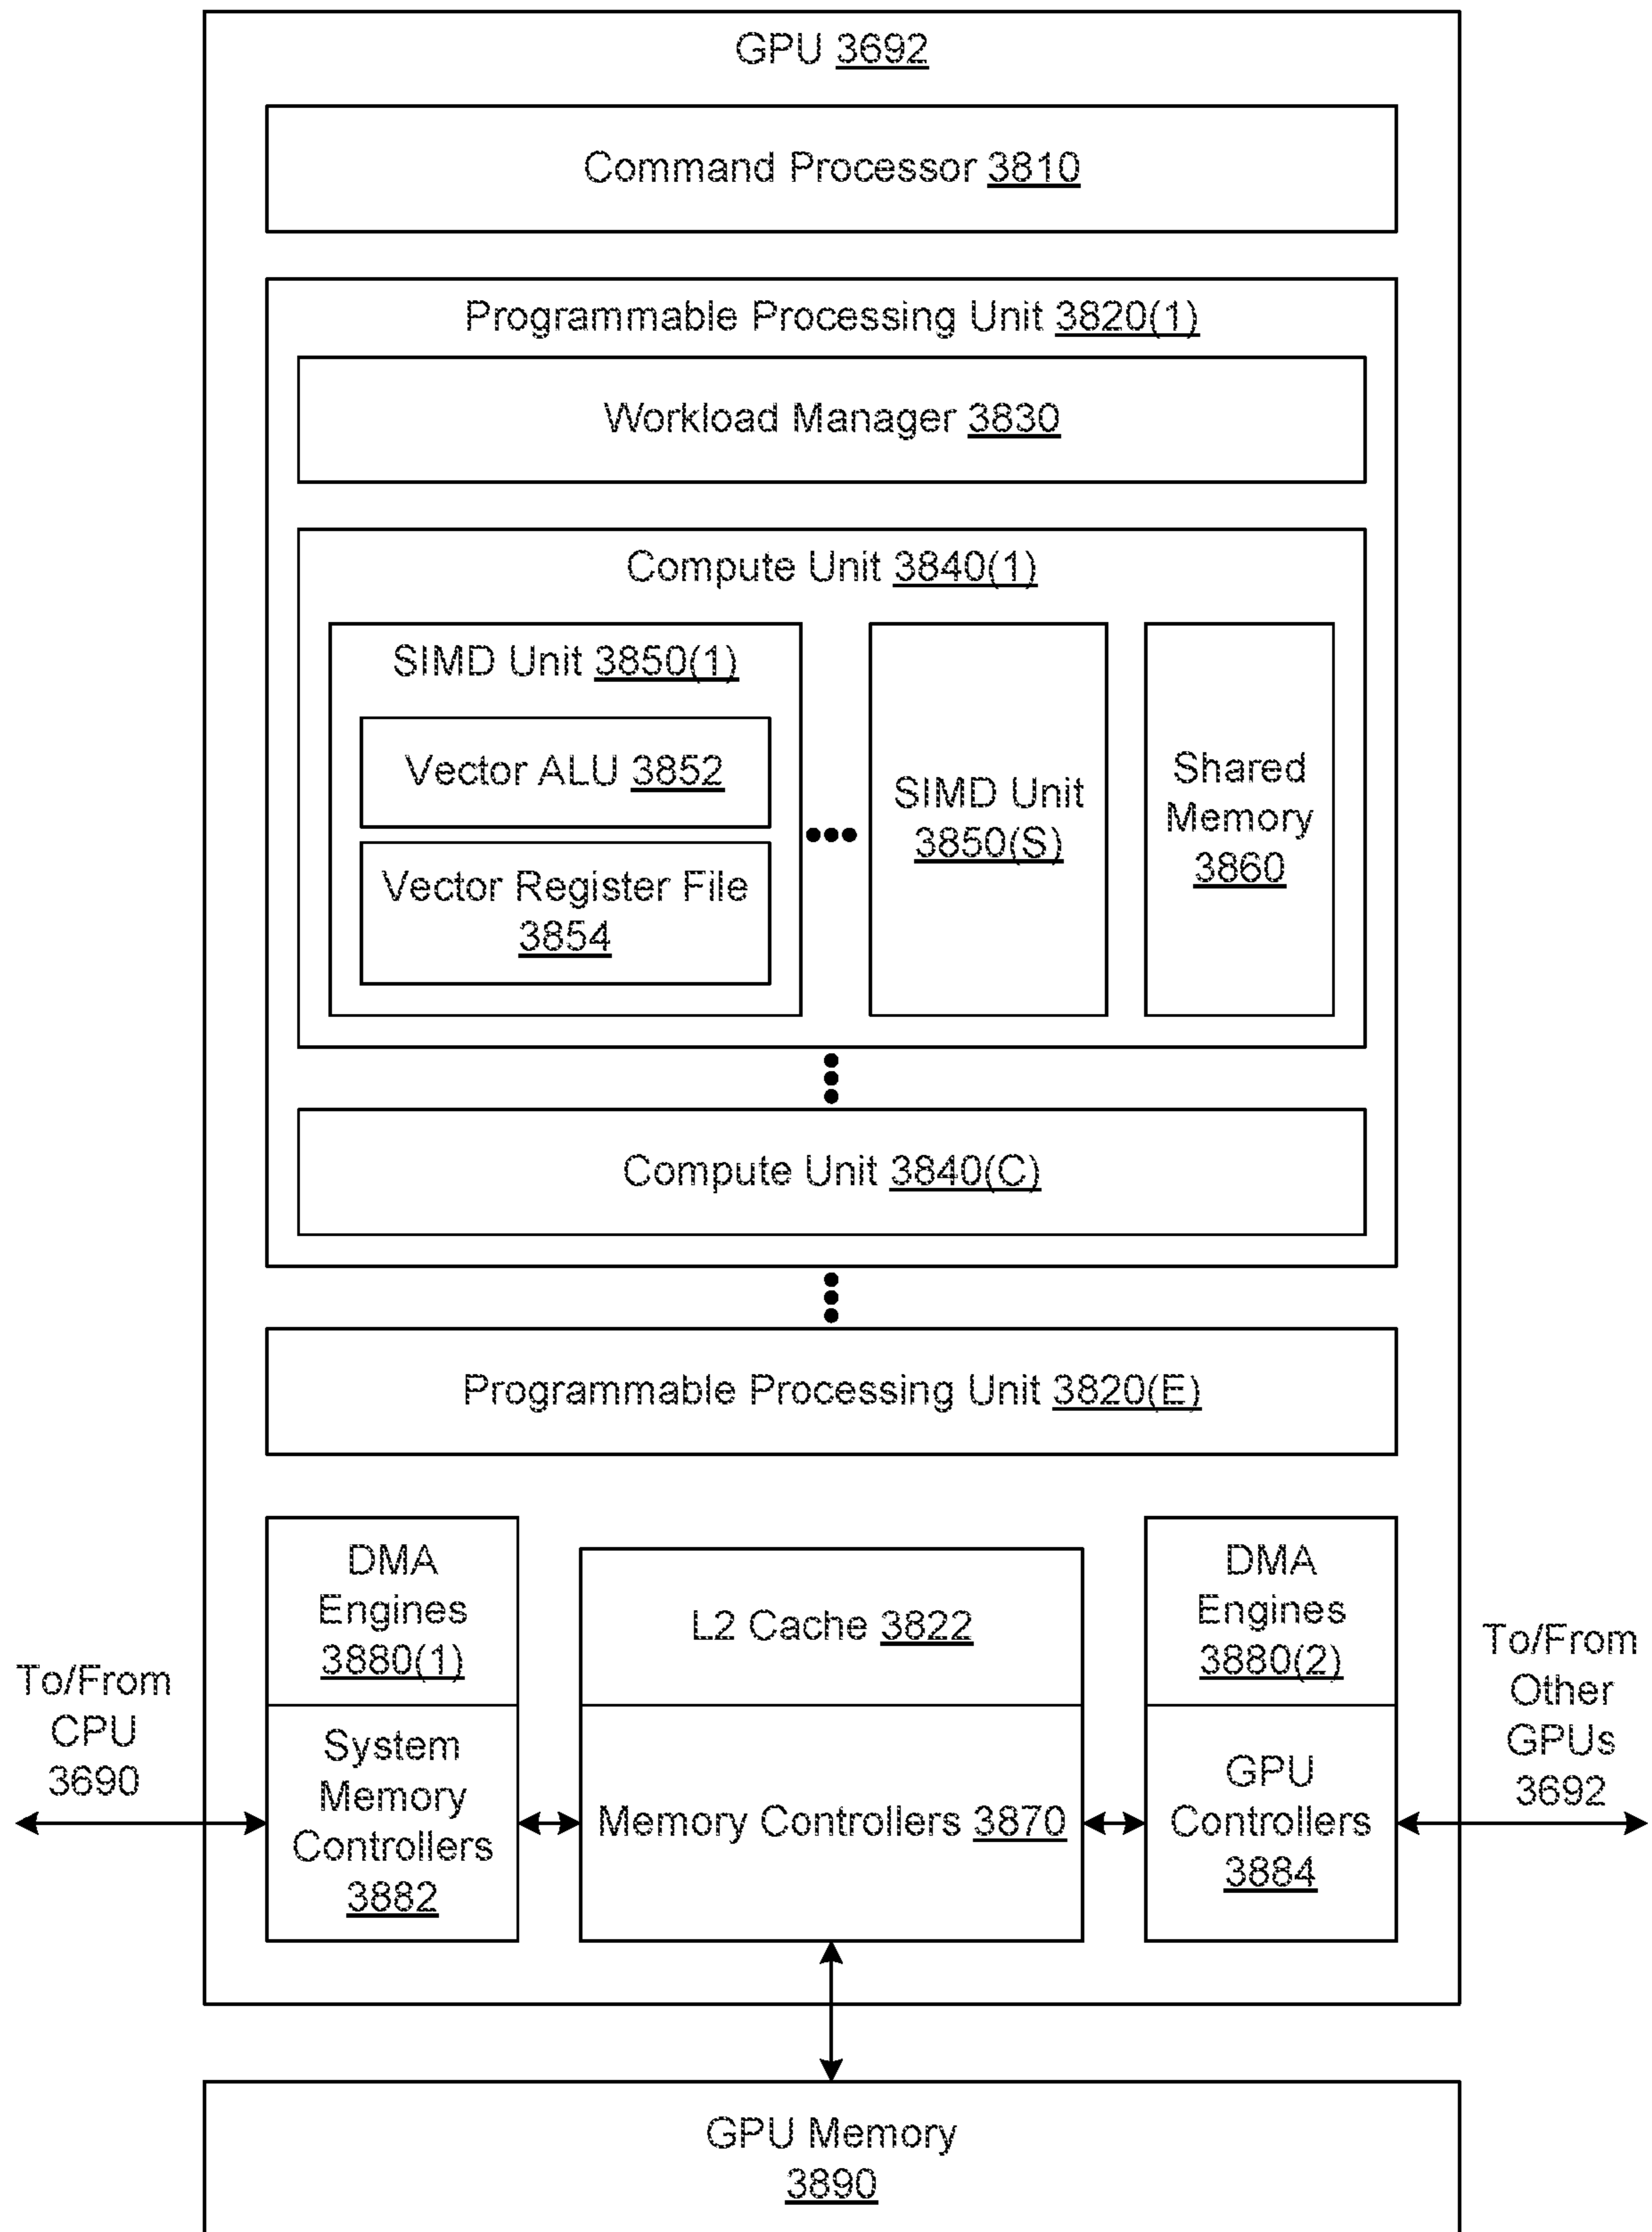 GPU 3692
Command Processor 3810
Programmable Processing Unit 3820(1)
Workload Manager 3830
Compute Unit 3840(1)
SIMD Unit 3850(1)
Vector ALU 3852
Vector Register File
3854
SIMD Unit
3850(S)
Shared
Memory
3860
Compute Unit 3840(C)
Programmable Processing Unit 3820(E)
To/From
CPU
3690
DMA
Engines
3880(1)
System
Memory
Controllers
3882
L2 Cache 3822
Memory Controllers 3870
DMA
Engines
3880(2)
GPU
Controllers
3884
To/From
Other
GPUs
3692
GPU Memory
3890